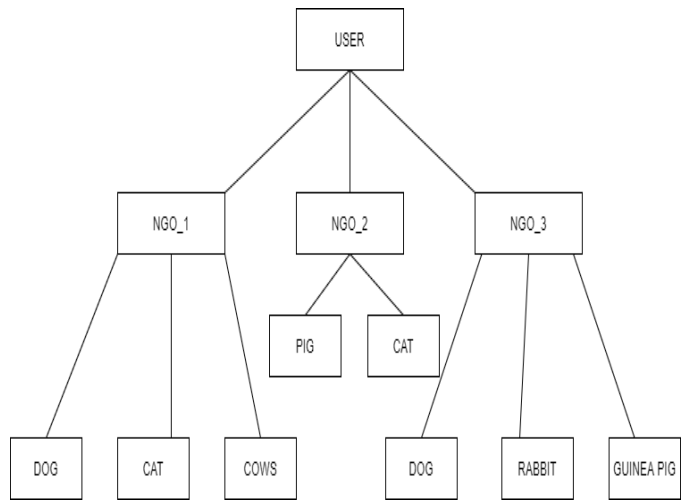 USER
NGO_1
NGO_2
NGO_3
PIG
CAT
DOG
CAT
COWS
DOG
RABBIT
GUINEA PIG